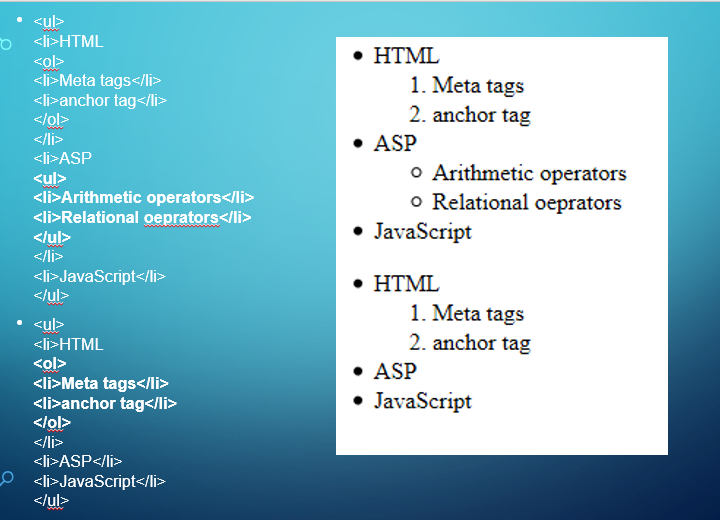 • <ul>
<li>HTML
<ol>
<li>Meta tags</li>
<li>anchor tag</li>
</ol>
</li>
<li>ASP
<ul>
<li>Arithmetic operators</li>
<li>Relational oeprators</li>
</ul>
</li>
<li>JavaScript</li>
</ul>
• <ul>
<li>HTML
<ol>
<li>Meta tags</li>
<li>anchor tag</li>
</ol>
</li>
<li>ASP</li>
<li>JavaScript</li>
</ul>
• HTML
1. Meta tags
2. anchor tag
• ASP
○ Arithmetic operators
○ Relational oeprators
• JavaScript
• HTML
1. Meta tags
2. anchor tag
• ASP
• JavaScript